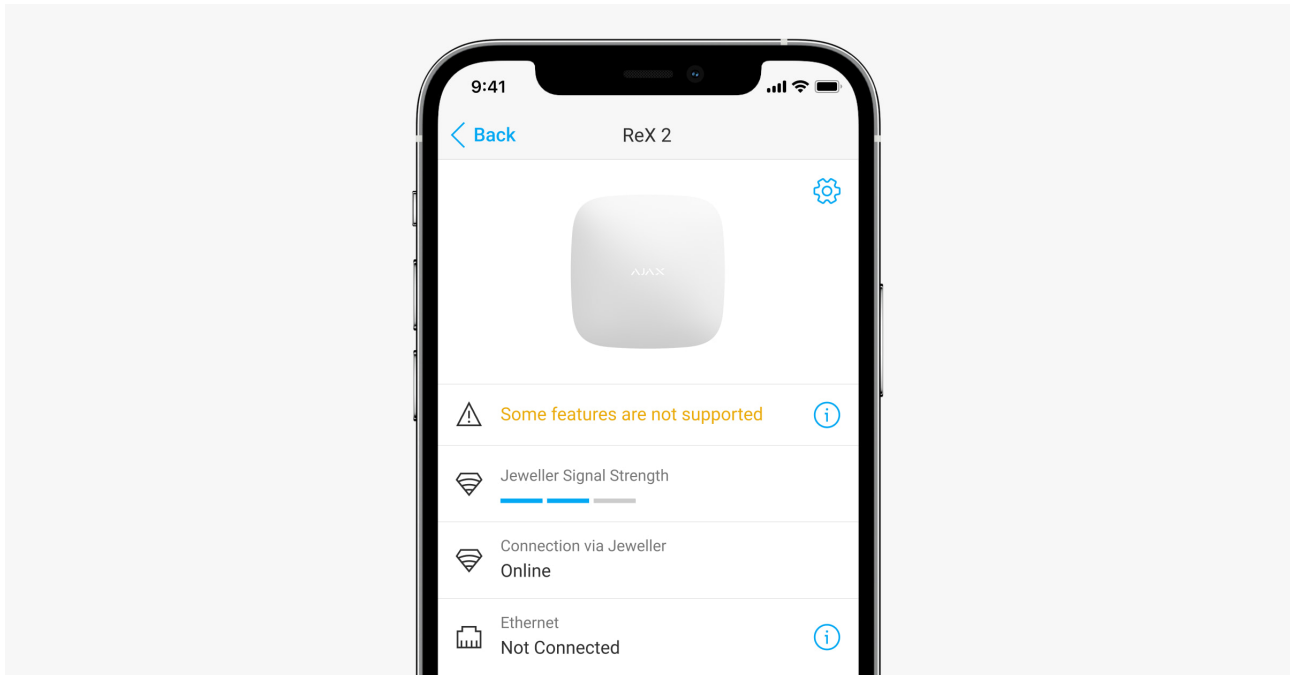 9:41
Back
ReX 2
AJAX
Some features are not supported
Jeweller Signal Strength
Connection via Jeweller
Online
Ethernet
Not Connected